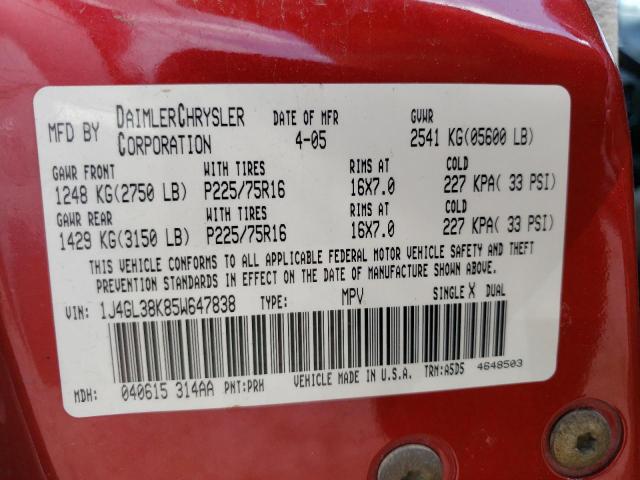 MFD BY DAIMLERCHRYSLER CORPORATION DATE OF MFR 4-05 GVWR 2541 KG(05600 LB)
GAWR FRONT WITH TIRES RIMS AT COLD
1248 KG(2750 LB) P225/75R16 16X7.0 227 KPA( 33 PSI)
GAWR REAR WITH TIRES RIMS AT COLD
1429 KG(3150 LB) P225/75R16 16X7.0 227 KPA( 33 PSI)
THIS VEHICLE CONFORMS TO ALL APPLICABLE FEDERAL MOTOR VEHICLE SAFETY AND THEFT
PREVENTION STANDARDS IN EFFECT ON THE DATE OF MANUFACTURE SHOWN ABOVE.
VIN: 1J4GL38K85W647838 TYPE: MPV SINGLE X DUAL
MDH: 040615 314AA PNT:PRH VEHICLE MADE IN U.S.A. TRN:A5D5 4648503